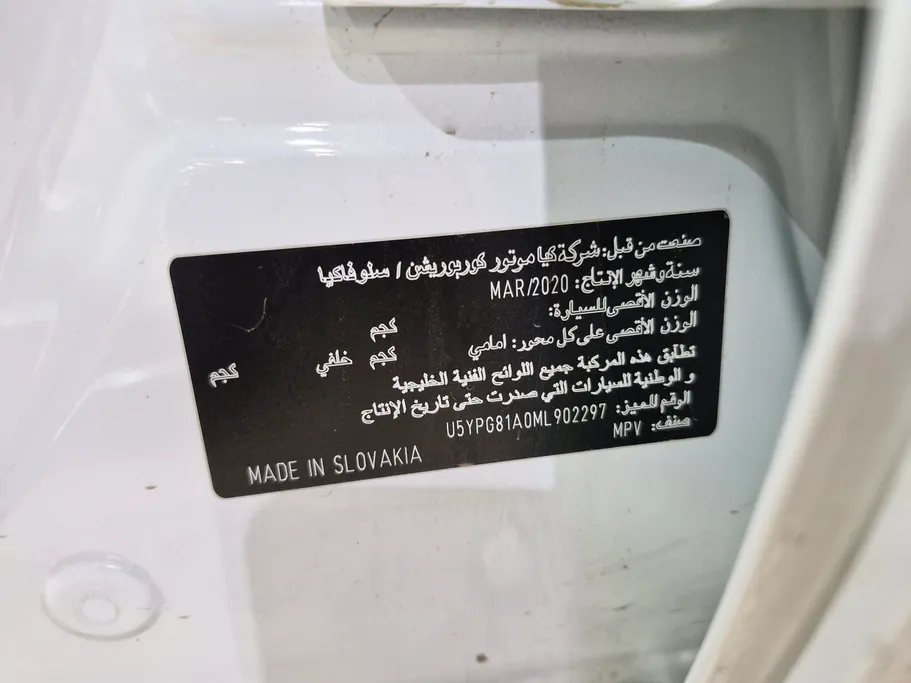 صنعت من قبل: شركة كيا موتور كوربوريشن / سلوفاكيا
سنة وشهر الإنتاج: MAR/2020
الوزن الأقصى للسيارة: كجم
الوزن الأقصى على كل محور: امامي كجم خلفي كجم
تطابق هذه المركبة جميع اللوائح الفنية الخليجية
و الوطنية للسيارات التي صدرت حتى تاريخ الإنتاج
الرقم المميز: U5YPG81A0ML902297
صنف: MPV
MADE IN SLOVAKIA